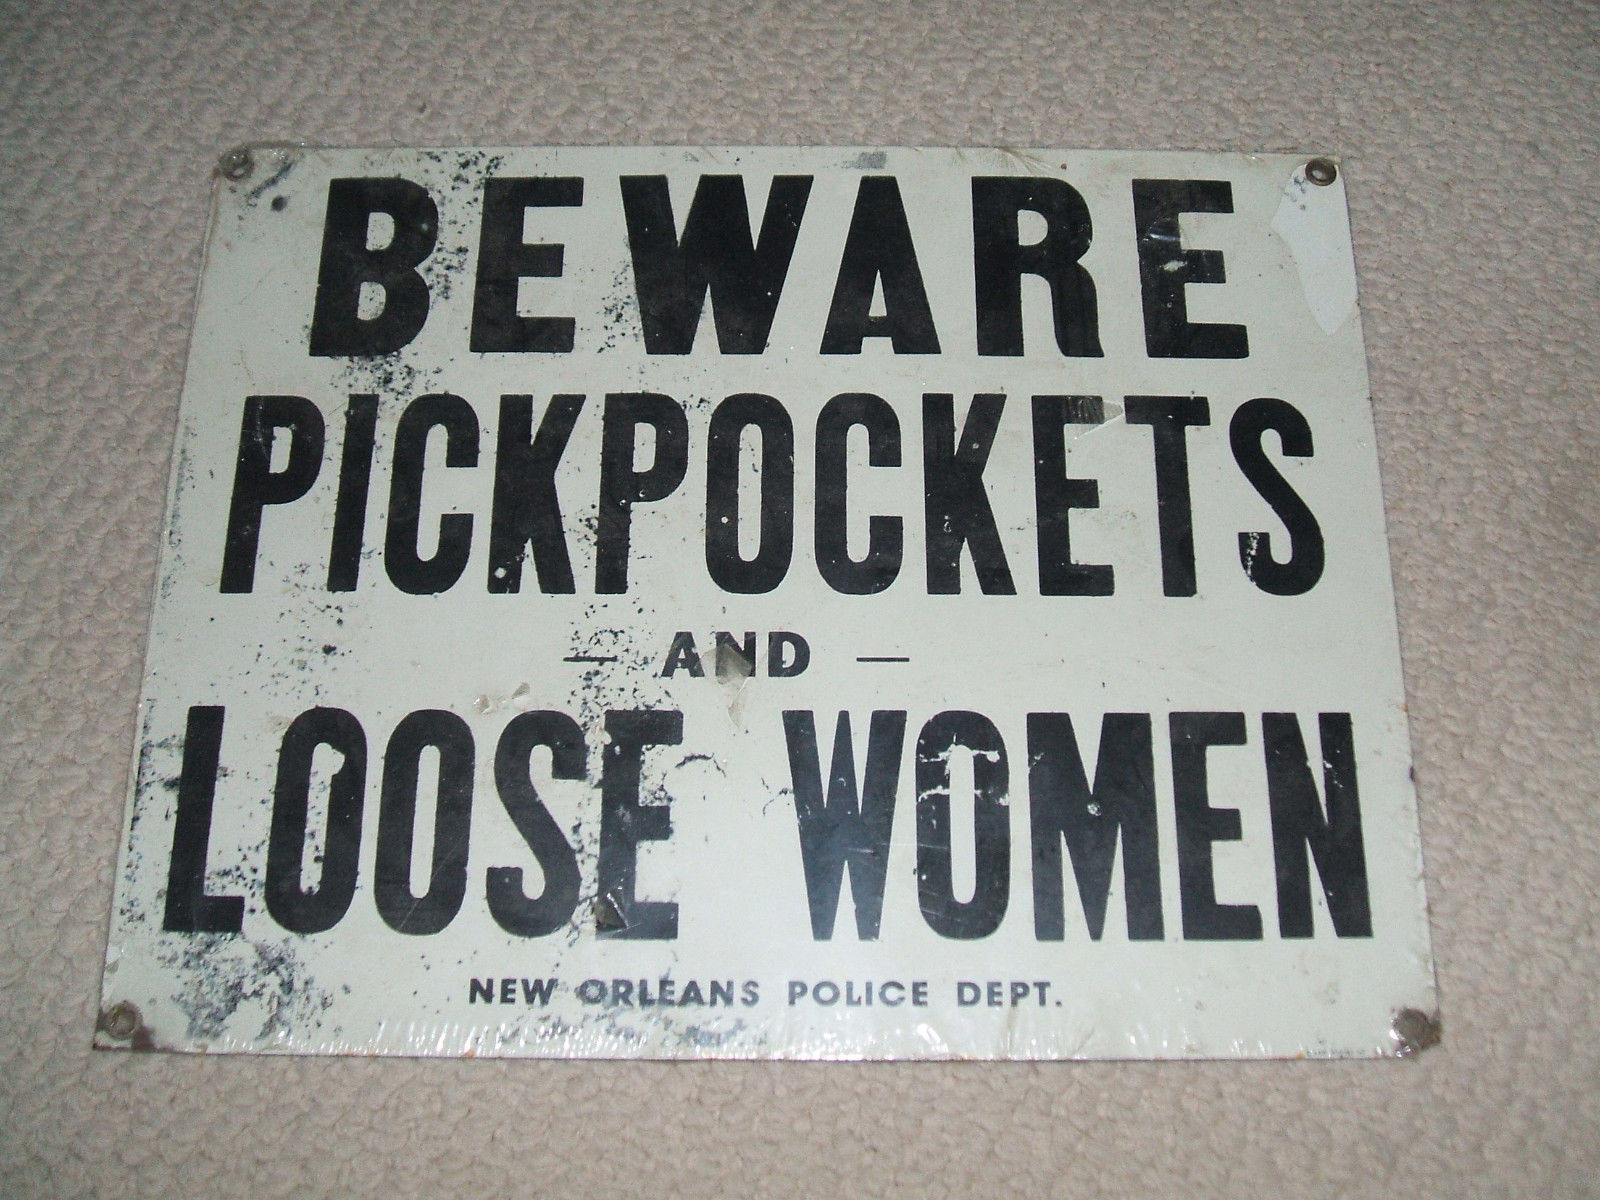 BEWARE
PICKPOCKETS
— AND —
LOOSE WOMEN
NEW ORLEANS POLICE DEPT.